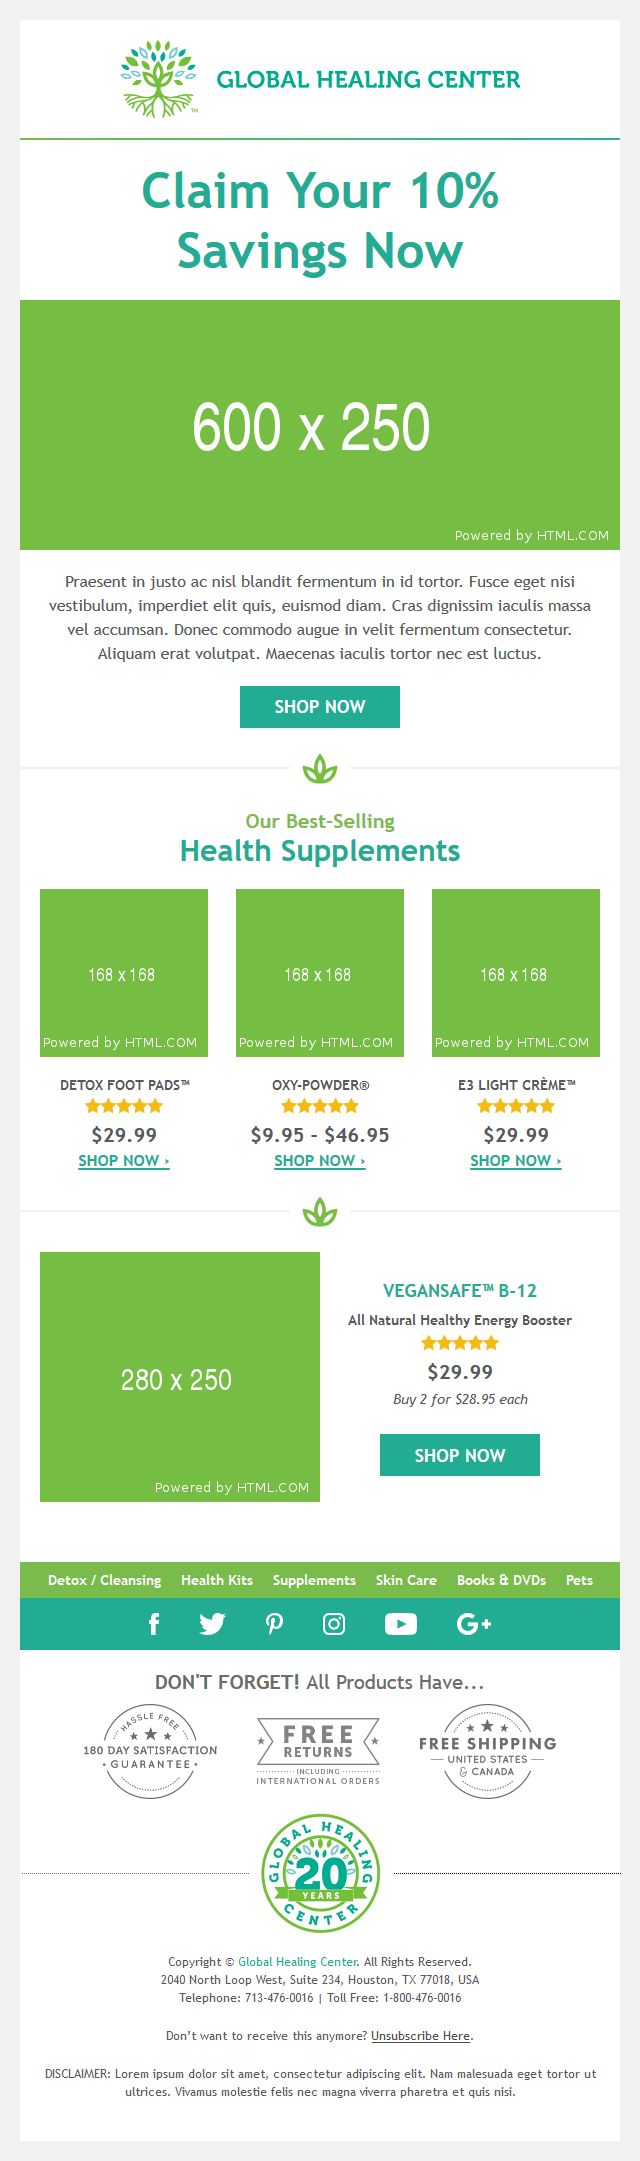 GLOBAL HEALING CENTER
TM
Claim Your 10%
Savings Now
600 x 250
Powered by HTML.COM
Praesent in justo ac nisl blandit fermentum in id tortor. Fusce eget nisi
vestibulum, imperdiet elit quis, euismod diam. Cras dignissim iaculis massa
vel accumsan. Donec commodo augue in velit fermentum consectetur.
Aliquam erat volutpat. Maecenas iaculis tortor nec est luctus.
SHOP NOW
Our Best-Selling
Health Supplements
168 x 168 168 x 168 168 x 168
Powered by HTML.COM Powered by HTML.COM Powered by HTML.COM
DETOX FOOT PADS™ OXY-POWDER® E3 LIGHT CRÈME™
$29.99 $9.95 - $46.95 $29.99
SHOP NOW › SHOP NOW › SHOP NOW ›
280 x 250
Powered by HTML.COM
VEGANSAFE™ B-12
All Natural Healthy Energy Booster
$29.99
Buy 2 for $28.95 each
SHOP NOW
Detox / Cleansing Health Kits Supplements Skin Care Books & DVDs Pets
f G+
DON'T FORGET! All Products Have...
HASSLE FREE
180 DAY SATISFACTION
• GUARANTEE •
FREE
RETURNS
INCLUDING
INTERNATIONAL ORDERS
FREE SHIPPING
UNITED STATES
& CANADA
GLOBAL HEALING
20
YEARS
CENTER
Copyright © Global Healing Center. All Rights Reserved.
2040 North Loop West, Suite 234, Houston, TX 77018, USA
Telephone: 713-476-0016 | Toll Free: 1-800-476-0016
Don’t want to receive this anymore? Unsubscribe Here.
DISCLAIMER: Lorem ipsum dolor sit amet, consectetur adipiscing elit. Nam malesuada eget tortor ut
ultrices. Vivamus molestie felis nec magna viverra pharetra et quis nisi.